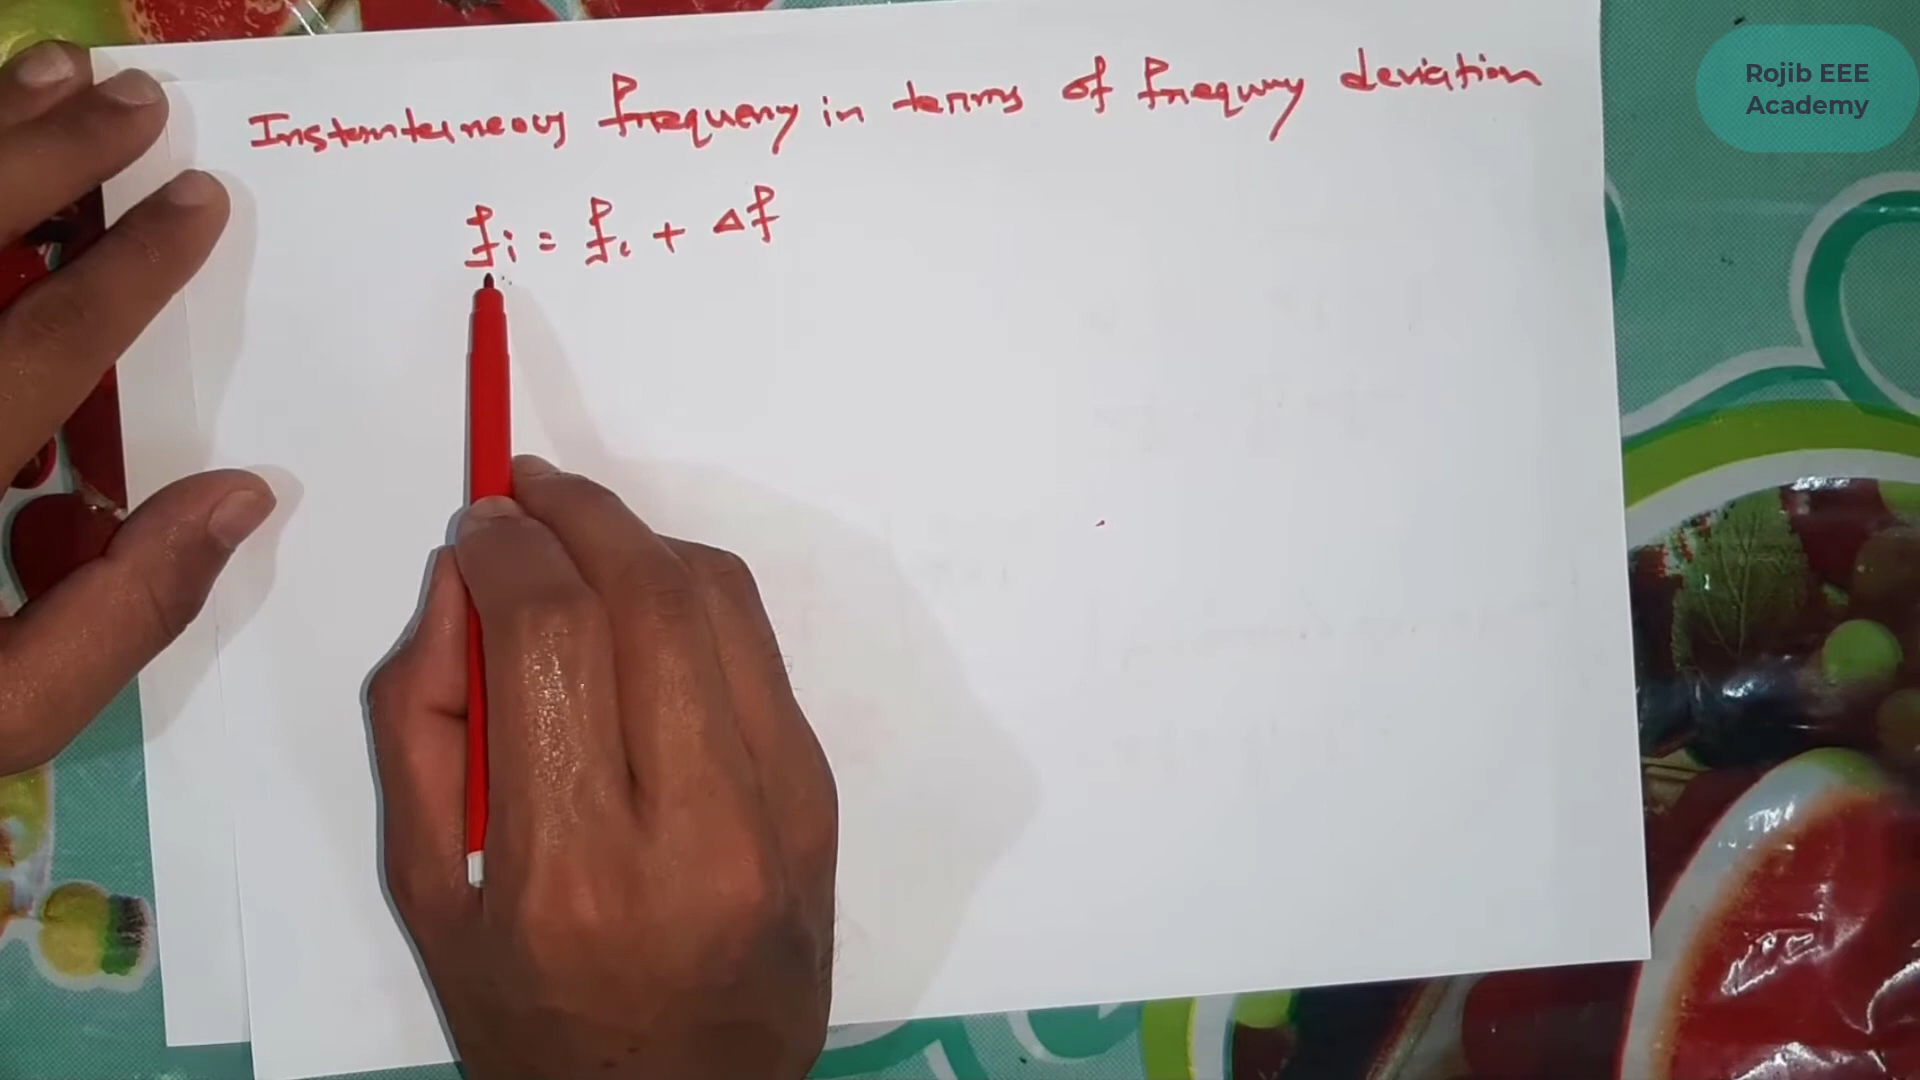 Instantaneous frequency in terms of frequency deviation
fi = fc + Δf
Rojib EEE
Academy